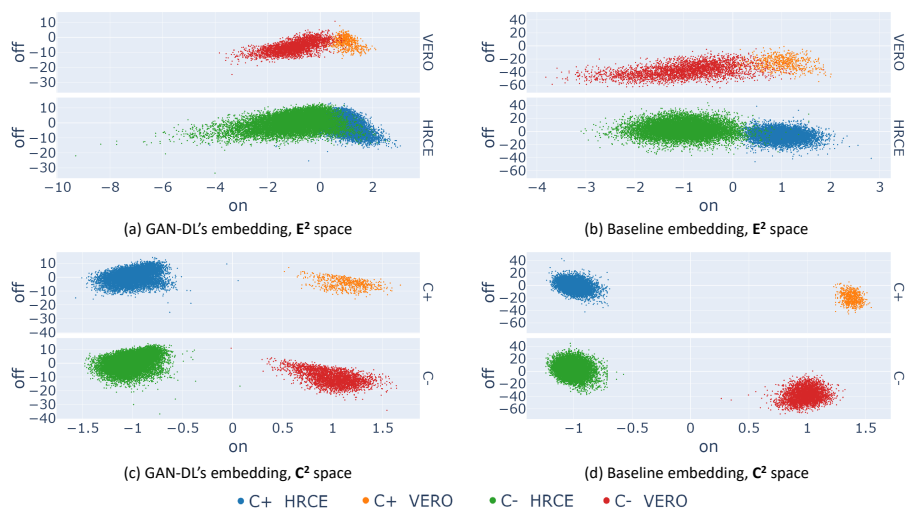 10
0
−10
−20
−30
off
VERO
10
0
−10
−20
−30
off
HRCE
−10 −8 −6 −4 −2 0 2
on
(a) GAN-DL's embedding, E² space
40
20
0
−20
−40
−60
off
VERO
40
20
0
−20
−40
−60
off
HRCE
−4 −3 −2 −1 0 1 2 3
on
(b) Baseline embedding, E² space
10
0
−10
−20
−30
−40
off
C+
10
0
−10
−20
−30
−40
off
C-
−1.5 −1 −0.5 0 0.5 1 1.5
on
(c) GAN-DL's embedding, C² space
40
20
0
−20
−40
−60
off
C+
40
20
0
−20
−40
−60
off
C-
−1 −0.5 0 0.5 1 1.5
on
(d) Baseline embedding, C² space
C+ HRCE C+ VERO C- HRCE C- VERO